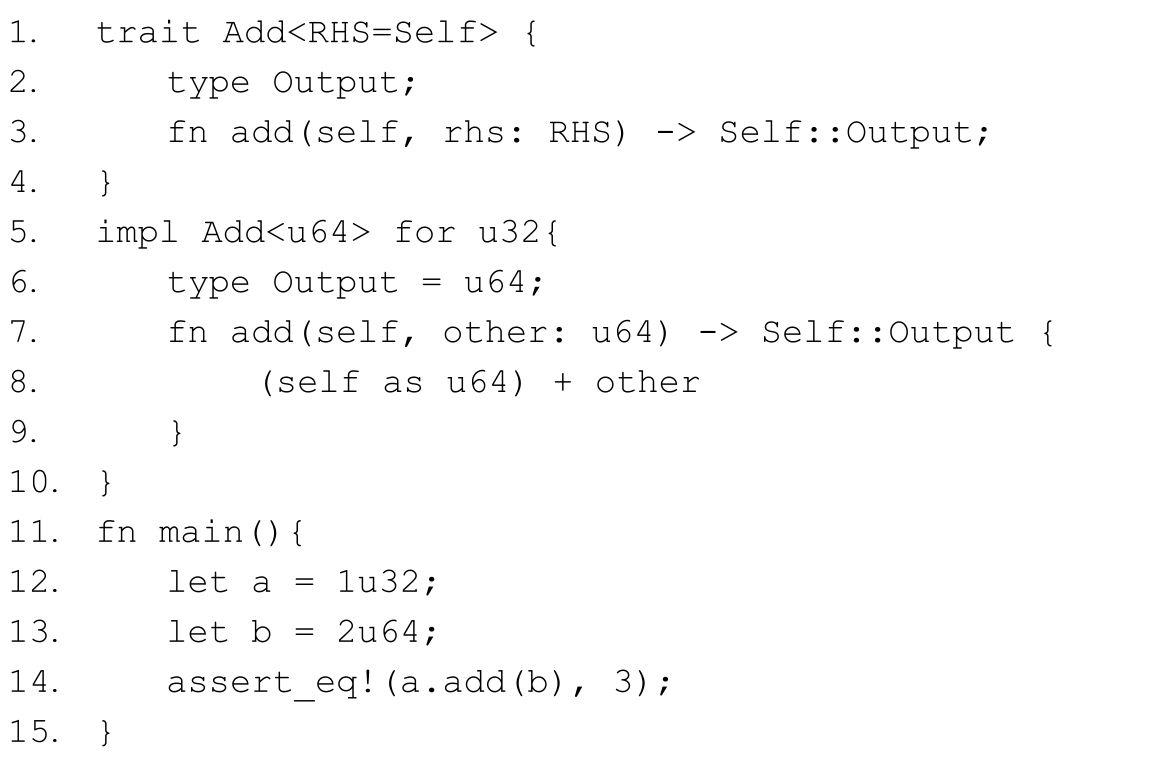 1. trait Add<RHS=Self> {
2. type Output;
3. fn add(self, rhs: RHS) -> Self::Output;
4. }
5. impl Add<u64> for u32{
6. type Output = u64;
7. fn add(self, other: u64) -> Self::Output {
8. (self as u64) + other
9. }
10. }
11. fn main(){
12. let a = 1u32;
13. let b = 2u64;
14. assert_eq!(a.add(b), 3);
15. }